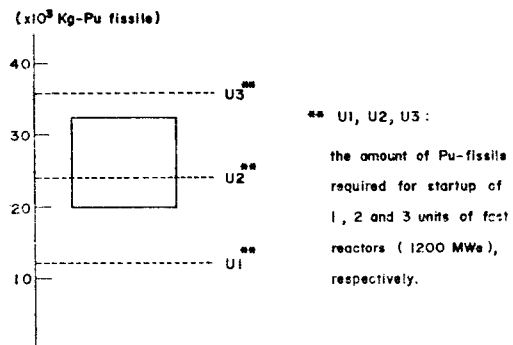 (x10³ Kg-Pu fissile)
40
U3**
30
U2**
20
U1**
10
** U1, U2, U3 :
the amount of Pu-fissile
required for startup of
1, 2 and 3 units of fast
reactors ( 1200 MWe),
respectively.